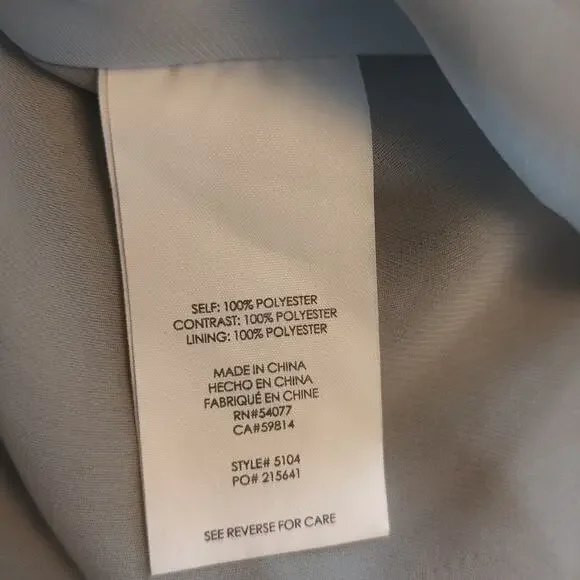 SELF: 100% POLYESTER
CONTRAST: 100% POLYESTER
LINING: 100% POLYESTER
MADE IN CHINA
HECHO EN CHINA
FABRIQUÉ EN CHINE
RN#54077
CA#59814
STYLE# 5104
PO# 215641
SEE REVERSE FOR CARE